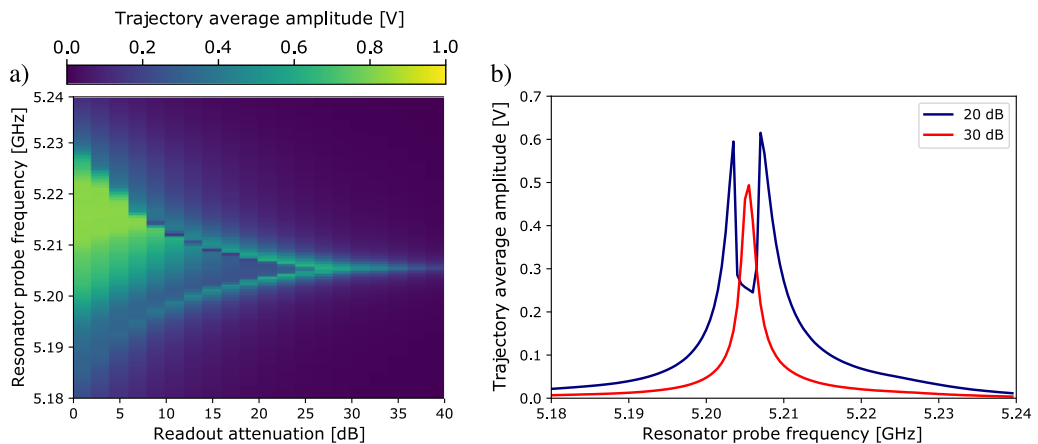 Trajectory average amplitude [V]
0.0 0.2 0.4 0.6 0.8 1.0
a)
Resonator probe frequency [GHz]
5.24
5.23
5.22
5.21
5.20
5.19
5.18
0 5 10 15 20 25 30 35 40
Readout attenuation [dB]
b)
Trajectory average amplitude [V]
0.7
0.6
0.5
0.4
0.3
0.2
0.1
0.0
20 dB
30 dB
5.18 5.19 5.20 5.21 5.22 5.23 5.24
Resonator probe frequency [GHz]